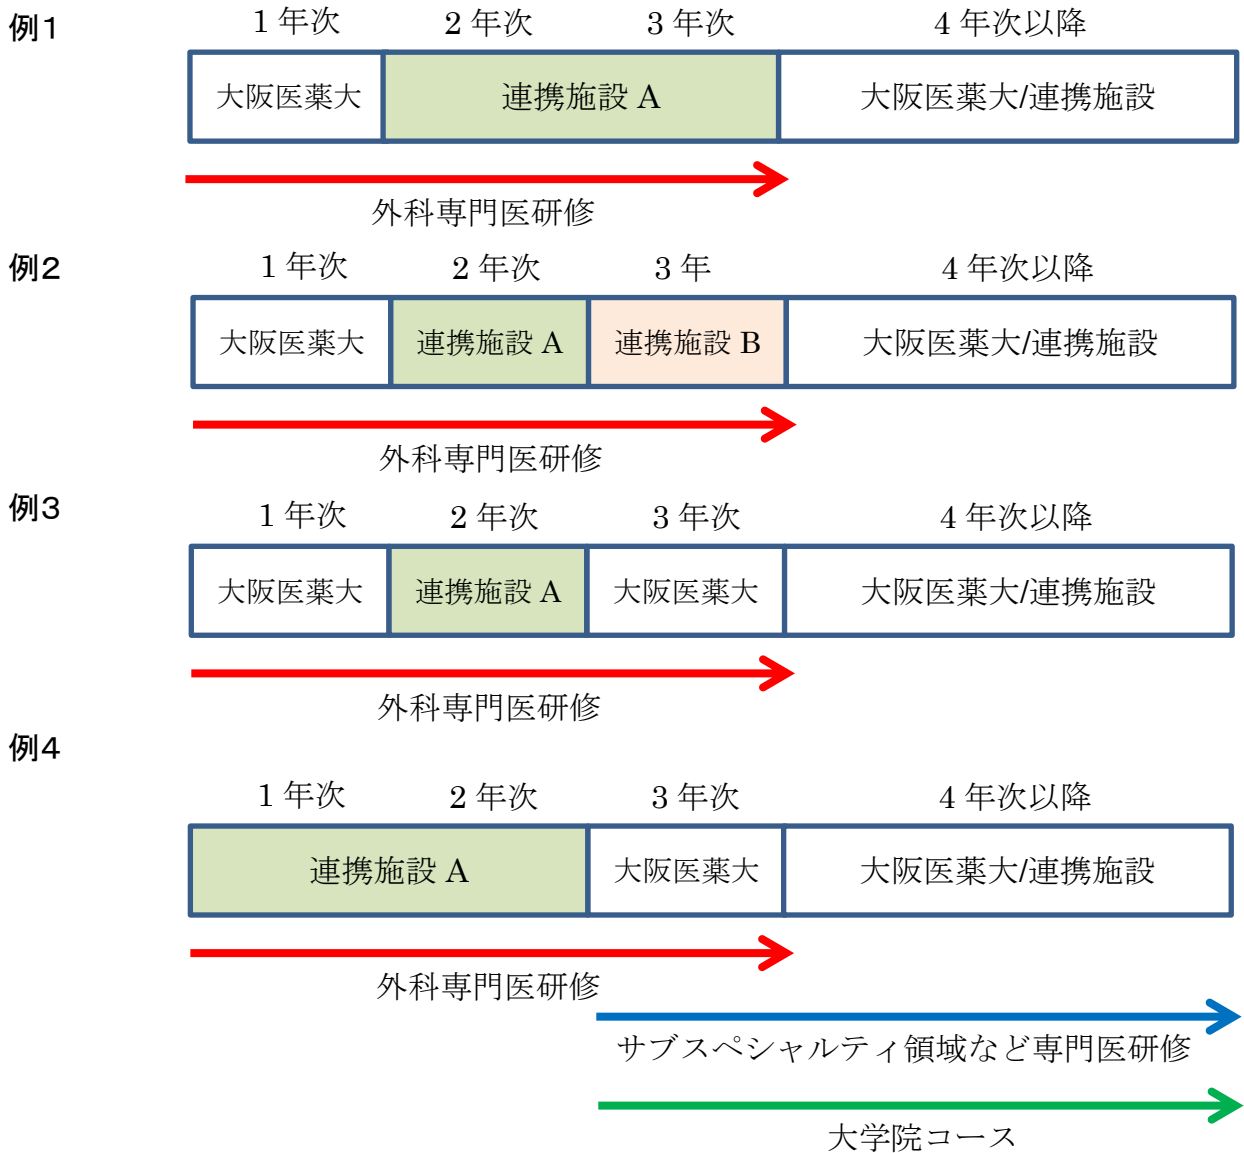 例1
1 年次 2 年次 3 年次 4 年次以降
大阪医薬大 連携施設 A 大阪医薬大/連携施設
外科専門医研修
例2
1 年次 2 年次 3 年 4 年次以降
大阪医薬大 連携施設 A 連携施設 B 大阪医薬大/連携施設
外科専門医研修
例3
1 年次 2 年次 3 年次 4 年次以降
大阪医薬大 連携施設 A 大阪医薬大 大阪医薬大/連携施設
外科専門医研修
例4
1 年次 2 年次 3 年次 4 年次以降
連携施設 A 大阪医薬大 大阪医薬大/連携施設
外科専門医研修
サブスペシャルティ領域など専門医研修
大学院コース